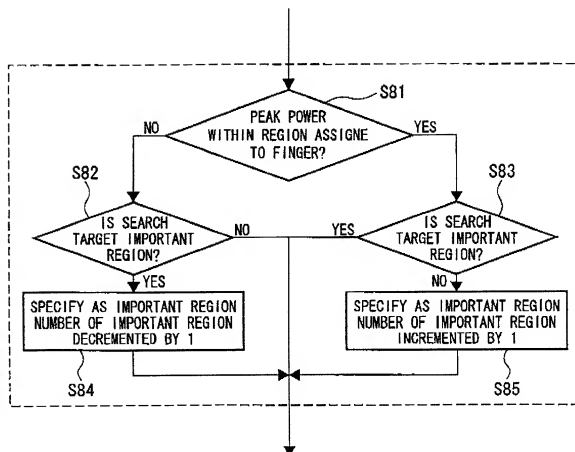 S81
PEAK POWER
WITHIN REGION ASSIGNE
TO FINGER?
NO
YES
S82
S83
IS SEARCH
TARGET IMPORTANT
REGION?
NO
YES
IS SEARCH
TARGET IMPORTANT
REGION?
YES
NO
SPECIFY AS IMPORTANT REGION
NUMBER OF IMPORTANT REGION
DECREMENTED BY 1
SPECIFY AS IMPORTANT REGION
NUMBER OF IMPORTANT REGION
INCREMENTED BY 1
S84
S85